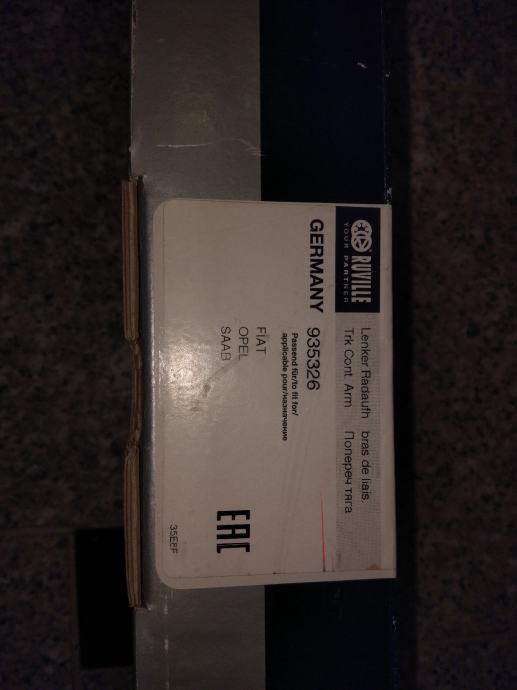 RUVILLE
YOUR PARTNER
Lenker Radaufh bras de liais.
Trk Cont. Arm Попереч тяга
GERMANY 935326
Passend für/to fit for/
applicable pour/назначение
FIAT
OPEL
SAAB
EAC
35E6F